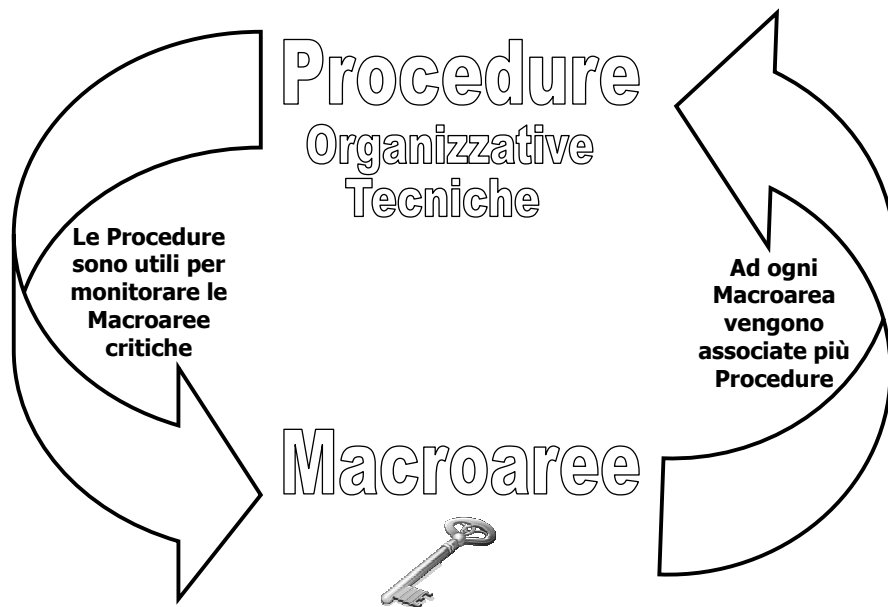 Procedure
Organizzative
Tecniche
Le Procedure
sono utili per
monitorare le
Macroaree
critiche
Ad ogni
Macroarea
vengono
associate più
Procedure
Macroaree